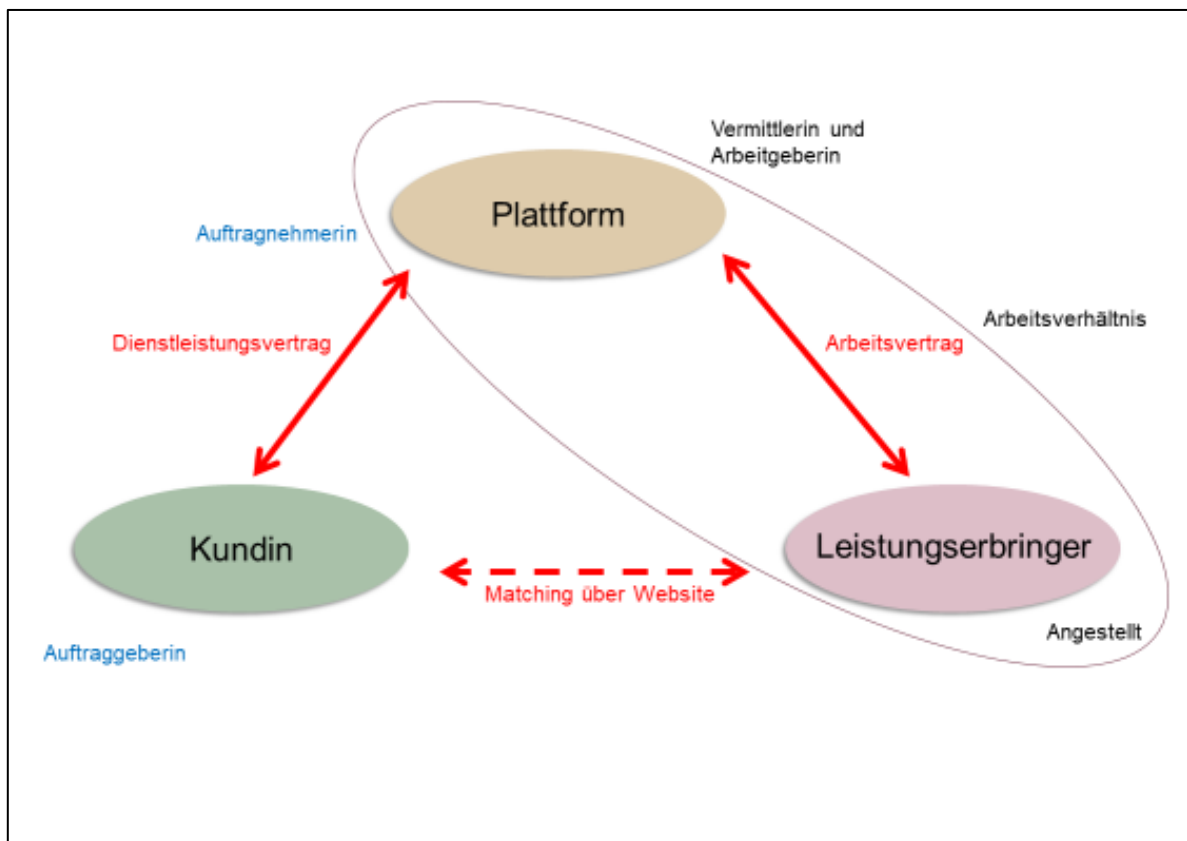 Vermittlerin und
Arbeitgeberin
Plattform
Auftragnehmerin
Arbeitsverhältnis
Dienstleistungsvertrag
Arbeitsvertrag
Kundin
Leistungserbringer
Matching über Website
Angestellt
Auftraggeberin